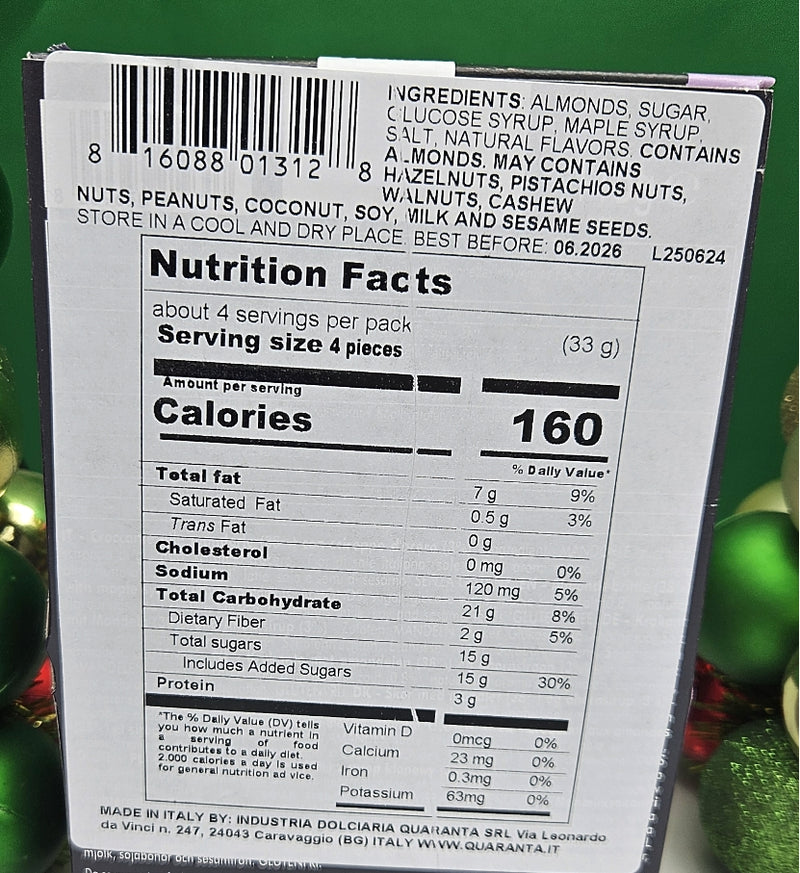 INGREDIENTS: ALMONDS, SUGAR,
GLUCOSE SYRUP, MAPLE SYRUP,
SALT, NATURAL FLAVORS. CONTAINS
ALMONDS. MAY CONTAINS
HAZELNUTS, PISTACHIOS NUTS,
WALNUTS, CASHEW
8 16088 01312 8
NUTS, PEANUTS, COCONUT, SOY, MILK AND SESAME SEEDS.
STORE IN A COOL AND DRY PLACE. BEST BEFORE: 06.2026 L250624
Nutrition Facts
about 4 servings per pack
Serving size 4 pieces (33 g)
Amount per serving
Calories 160
% Daily Value*
Total fat 7 g 9%
Saturated Fat 0.5 g 3%
Trans Fat 0 g
Cholesterol 0 mg 0%
Sodium 120 mg 5%
Total Carbohydrate 21 g 8%
Dietary Fiber 2 g 5%
Total sugars 15 g
Includes Added Sugars 15 g 30%
Protein 3 g
*The % Daily Value (DV) tells
you how much a nutrient in
a serving of food
contributes to a daily diet.
2.000 calories a day is used
for general nutrition ad vice.
Vitamin D 0mcg 0%
Calcium 23 mg 0%
Iron 0.3mg 0%
Potassium 63mg 0%
MADE IN ITALY BY: INDUSTRIA DOLCIARIA QUARANTA SRL Via Leonardo
da Vinci n. 247, 24043 Caravaggio (BG) ITALY WWW.QUARANTA.IT
mjölk, sojabönor och sesamfrön.